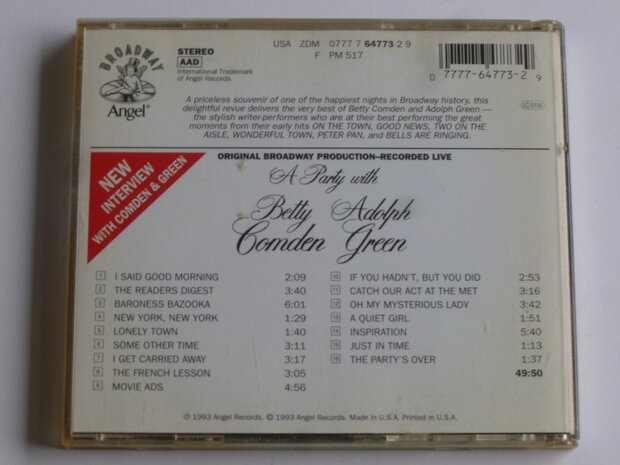 BROADWAY
Angel®
STEREO
AAD
International Trademark
of Angel Records
USA ZDM 0777 7 64773 2 9
F PM 517
0 7777-64773-2 9
A priceless souvenir of one of the happiest nights in Broadway history, this
delightful revue delivers the very best of Betty Comden and Adolph Green —
the stylish writer-performers who are at their best performing the great
moments from their early hits ON THE TOWN, GOOD NEWS, TWO ON THE
AISLE, WONDERFUL TOWN, PETER PAN, and BELLS ARE RINGING.
NEW
INTERVIEW
WITH COMDEN & GREEN
ORIGINAL BROADWAY PRODUCTION–RECORDED LIVE
A Party with
Betty Adolph
Comden Green
1 I SAID GOOD MORNING 2:09
2 THE READERS DIGEST 3:40
3 BARONESS BAZOOKA 6:01
4 NEW YORK, NEW YORK 1:29
5 LONELY TOWN 1:40
6 SOME OTHER TIME 3:11
7 I GET CARRIED AWAY 3:17
8 THE FRENCH LESSON 3:05
9 MOVIE ADS 4:56
10 IF YOU HADN'T, BUT YOU DID 2:53
11 CATCH OUR ACT AT THE MET 3:16
12 OH MY MYSTERIOUS LADY 3:42
13 A QUIET GIRL 1:51
14 INSPIRATION 5:40
15 JUST IN TIME 1:13
16 THE PARTY'S OVER 1:37
49:50
℗ 1993 Angel Records. © 1993 Angel Records. Made in U.S.A. Printed in U.S.A.